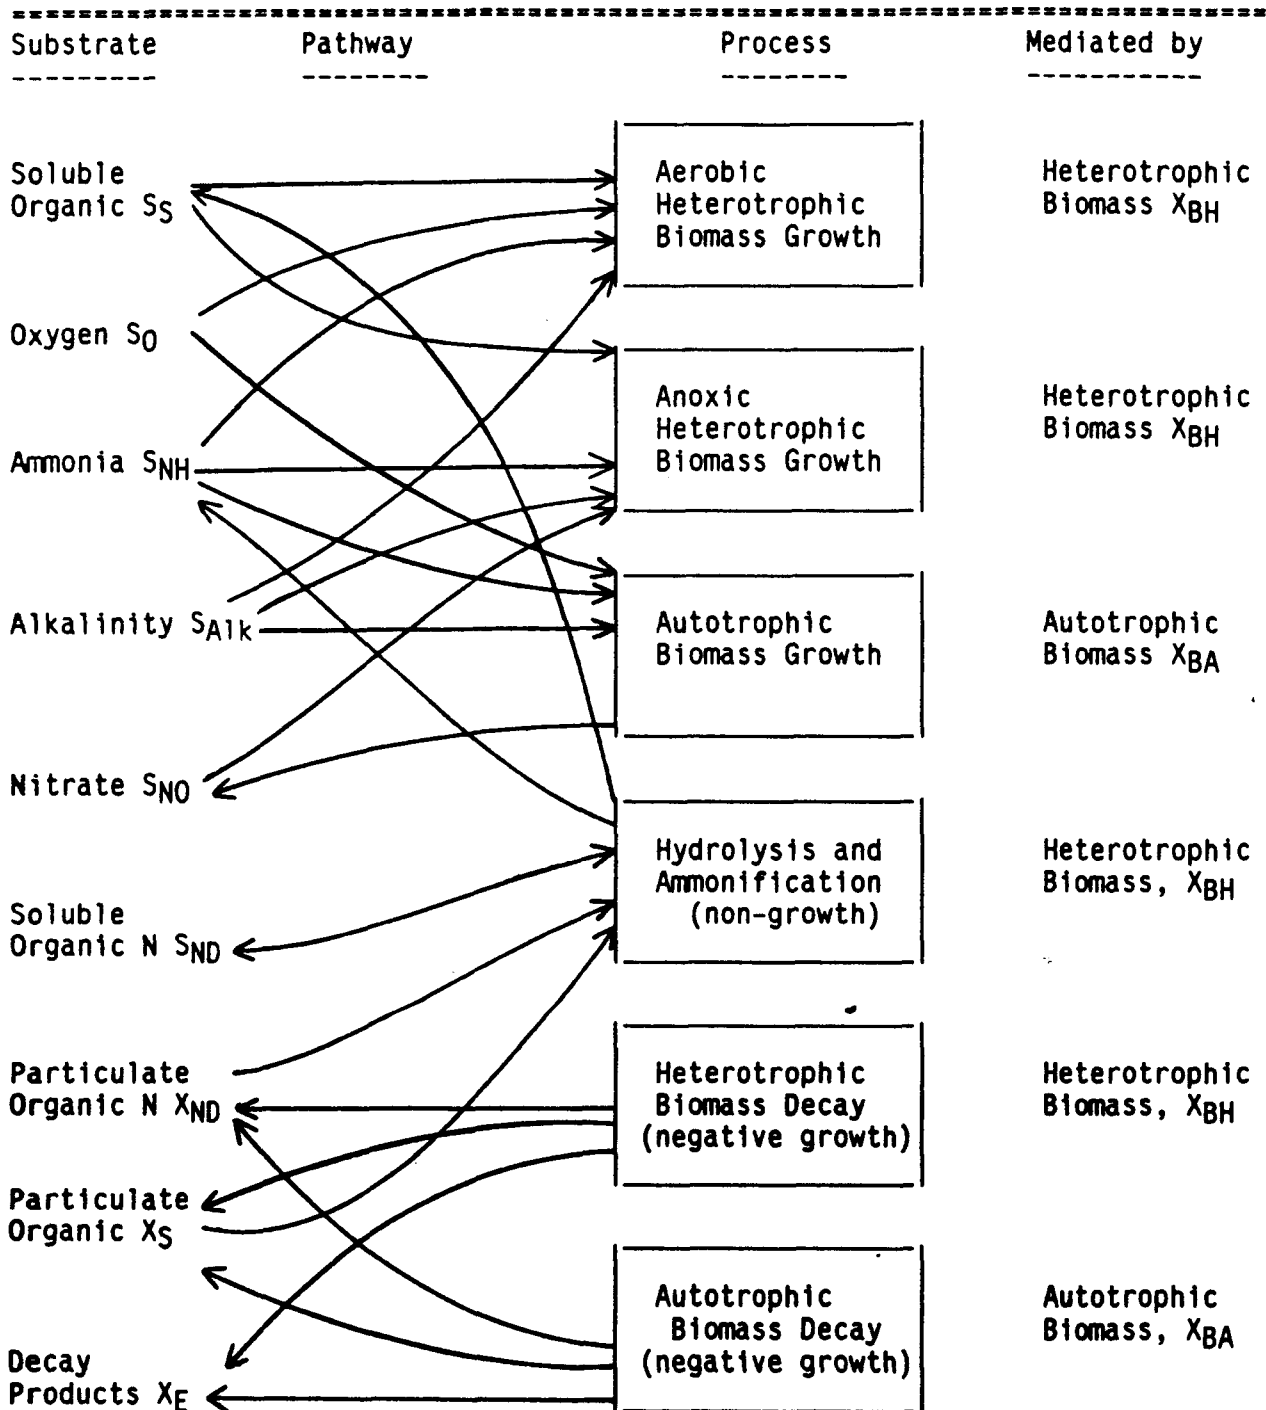 Substrate Pathway Process Mediated by
Soluble
Organic SS
Aerobic
Heterotrophic
Biomass Growth
Heterotrophic
Biomass XBH
Oxygen SO
Anoxic
Heterotrophic
Biomass Growth
Heterotrophic
Biomass XBH
Ammonia SNH
Alkalinity SAlk
Autotrophic
Biomass Growth
Autotrophic
Biomass XBA
Nitrate SNO
Hydrolysis and
Ammonification
(non-growth)
Heterotrophic
Biomass, XBH
Soluble
Organic N SND
Particulate
Organic N XND
Heterotrophic
Biomass Decay
(negative growth)
Heterotrophic
Biomass, XBH
Particulate
Organic XS
Autotrophic
Biomass Decay
(negative growth)
Autotrophic
Biomass, XBA
Decay
Products XE